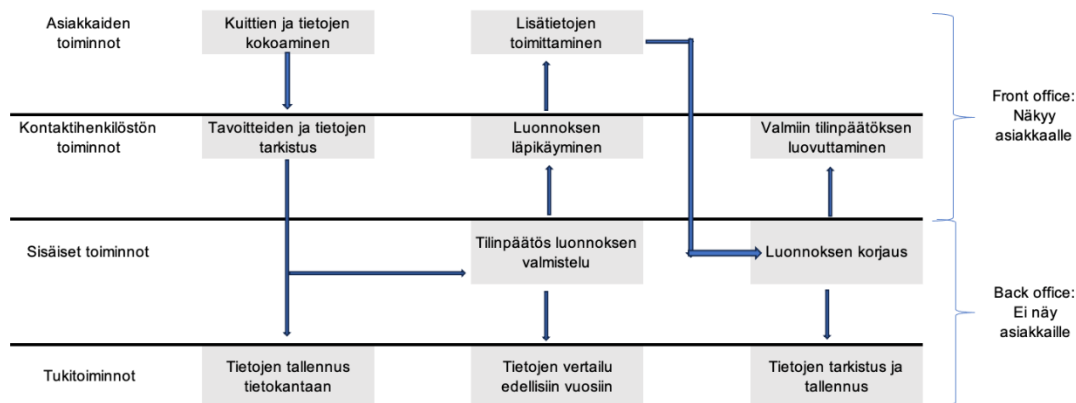 Asiakkaiden
toiminnot
Kuittien ja tietojen
kokoaminen
Lisätietojen
toimittaminen
Kontaktihenkilöstön
toiminnot
Tavoitteiden ja tietojen
tarkistus
Luonnoksen
läpikäyminen
Valmiin tilinpäätöksen
luovuttaminen
Front office:
Näkyy
asiakkaalle
Sisäiset toiminnot
Tilinpäätös luonnoksen
valmistelu
Luonnoksen korjaus
Back office:
Ei näy
asiakkaille
Tukitoiminnot
Tietojen tallennus
tietokantaan
Tietojen vertailu
edellisiin vuosiin
Tietojen tarkistus ja
tallennus